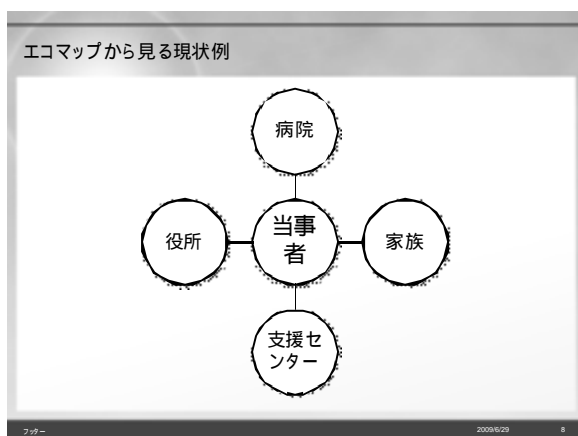 エコマップから見る現状例
病院
役所
当事
者
家族
支援セ
ンター
フッター
2009/6/29
8